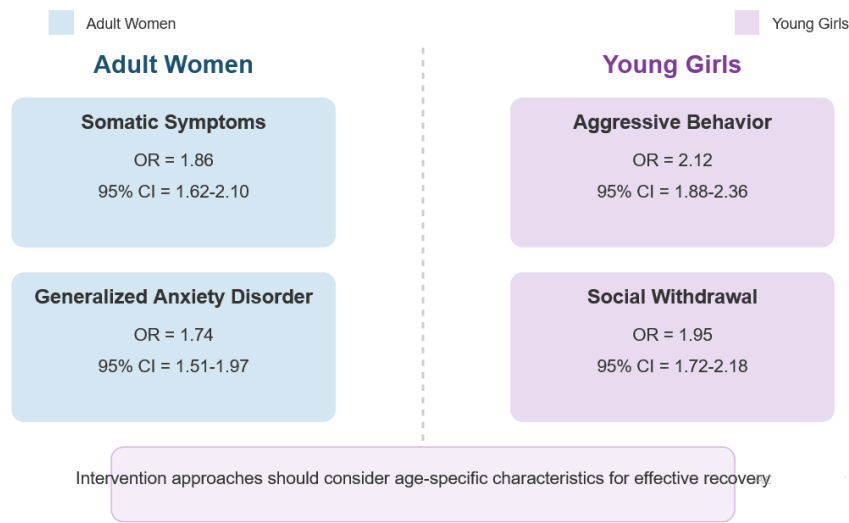 Adult Women
Young Girls
Adult Women
Young Girls
Somatic Symptoms
OR = 1.86
95% CI = 1.62-2.10
Aggressive Behavior
OR = 2.12
95% CI = 1.88-2.36
Generalized Anxiety Disorder
OR = 1.74
95% CI = 1.51-1.97
Social Withdrawal
OR = 1.95
95% CI = 1.72-2.18
Intervention approaches should consider age-specific characteristics for effective recovery